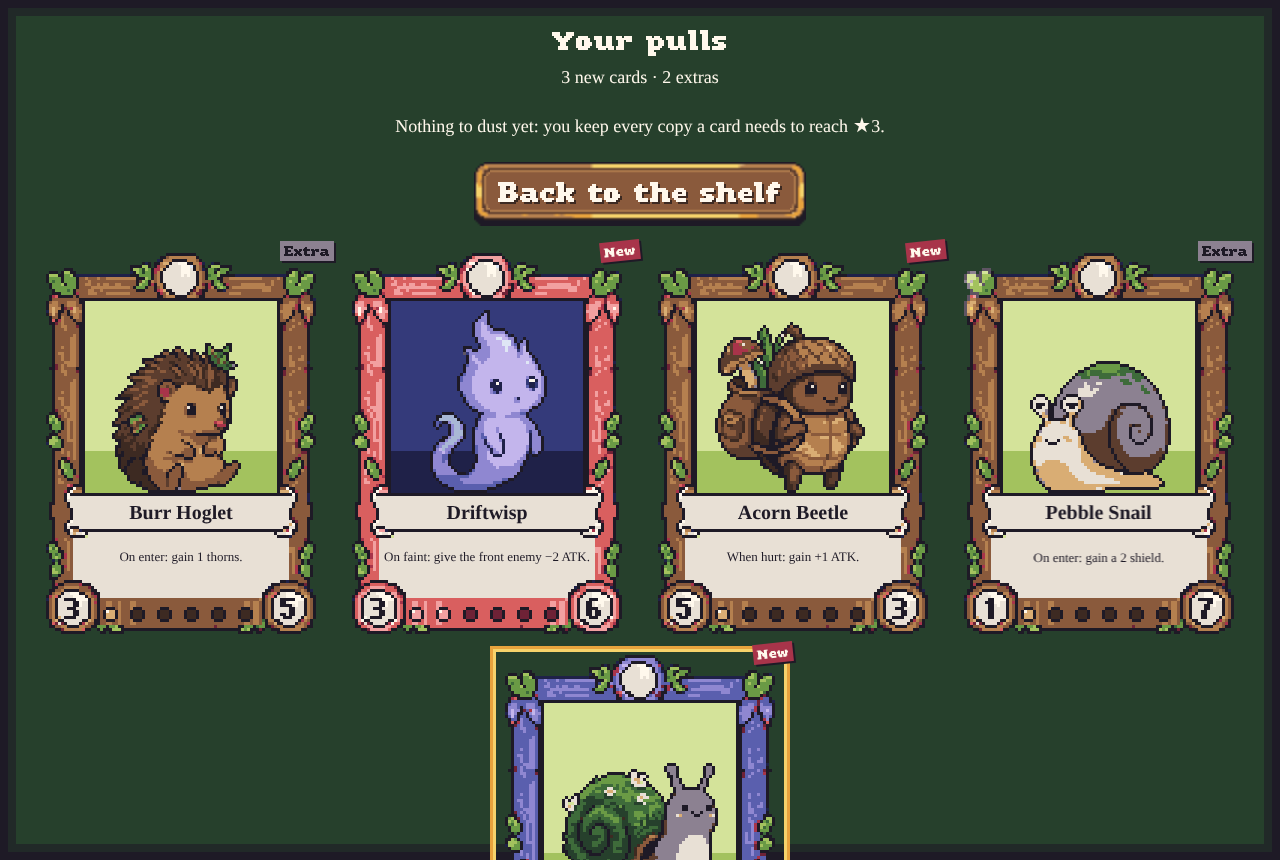 Your pulls
3 new cards · 2 extras
Nothing to dust yet: you keep every copy a card needs to reach ★3.
Back to the shelf
Extra
New
New
Extra
Burr Hoglet
Driftwisp
Acorn Beetle
Pebble Snail
On enter: gain 1 thorns.
On faint: give the front enemy −2 ATK.
When hurt: gain +1 ATK.
On enter: gain a 2 shield.
3 5
3 6
5 3
1 7
New